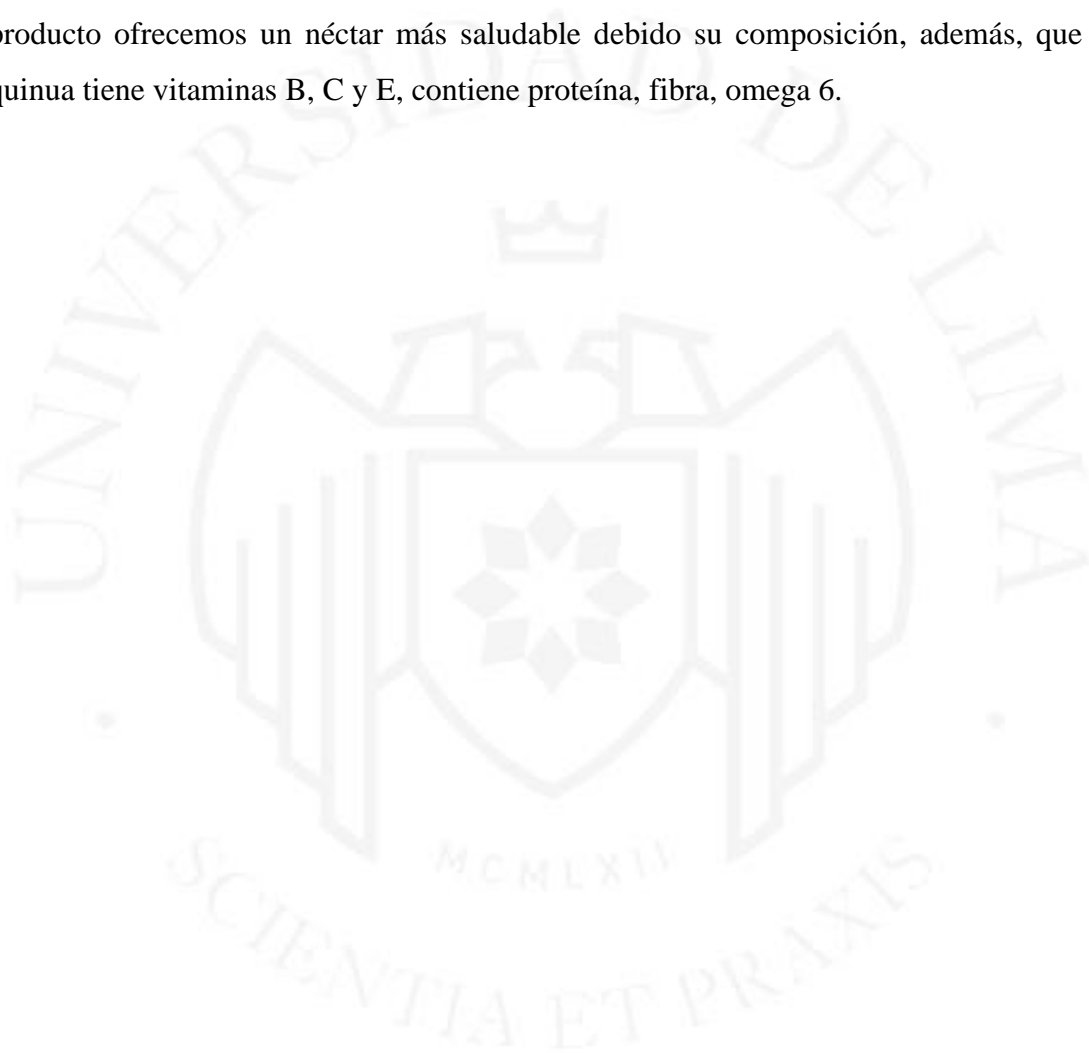 producto ofrecemos un néctar más saludable debido su composición, además, que
quinua tiene vitaminas B, C y E, contiene proteína, fibra, omega 6.
UNIVERSIDAD DE LIMA
MCMLXII
SCIENTIA ET PRAXIS